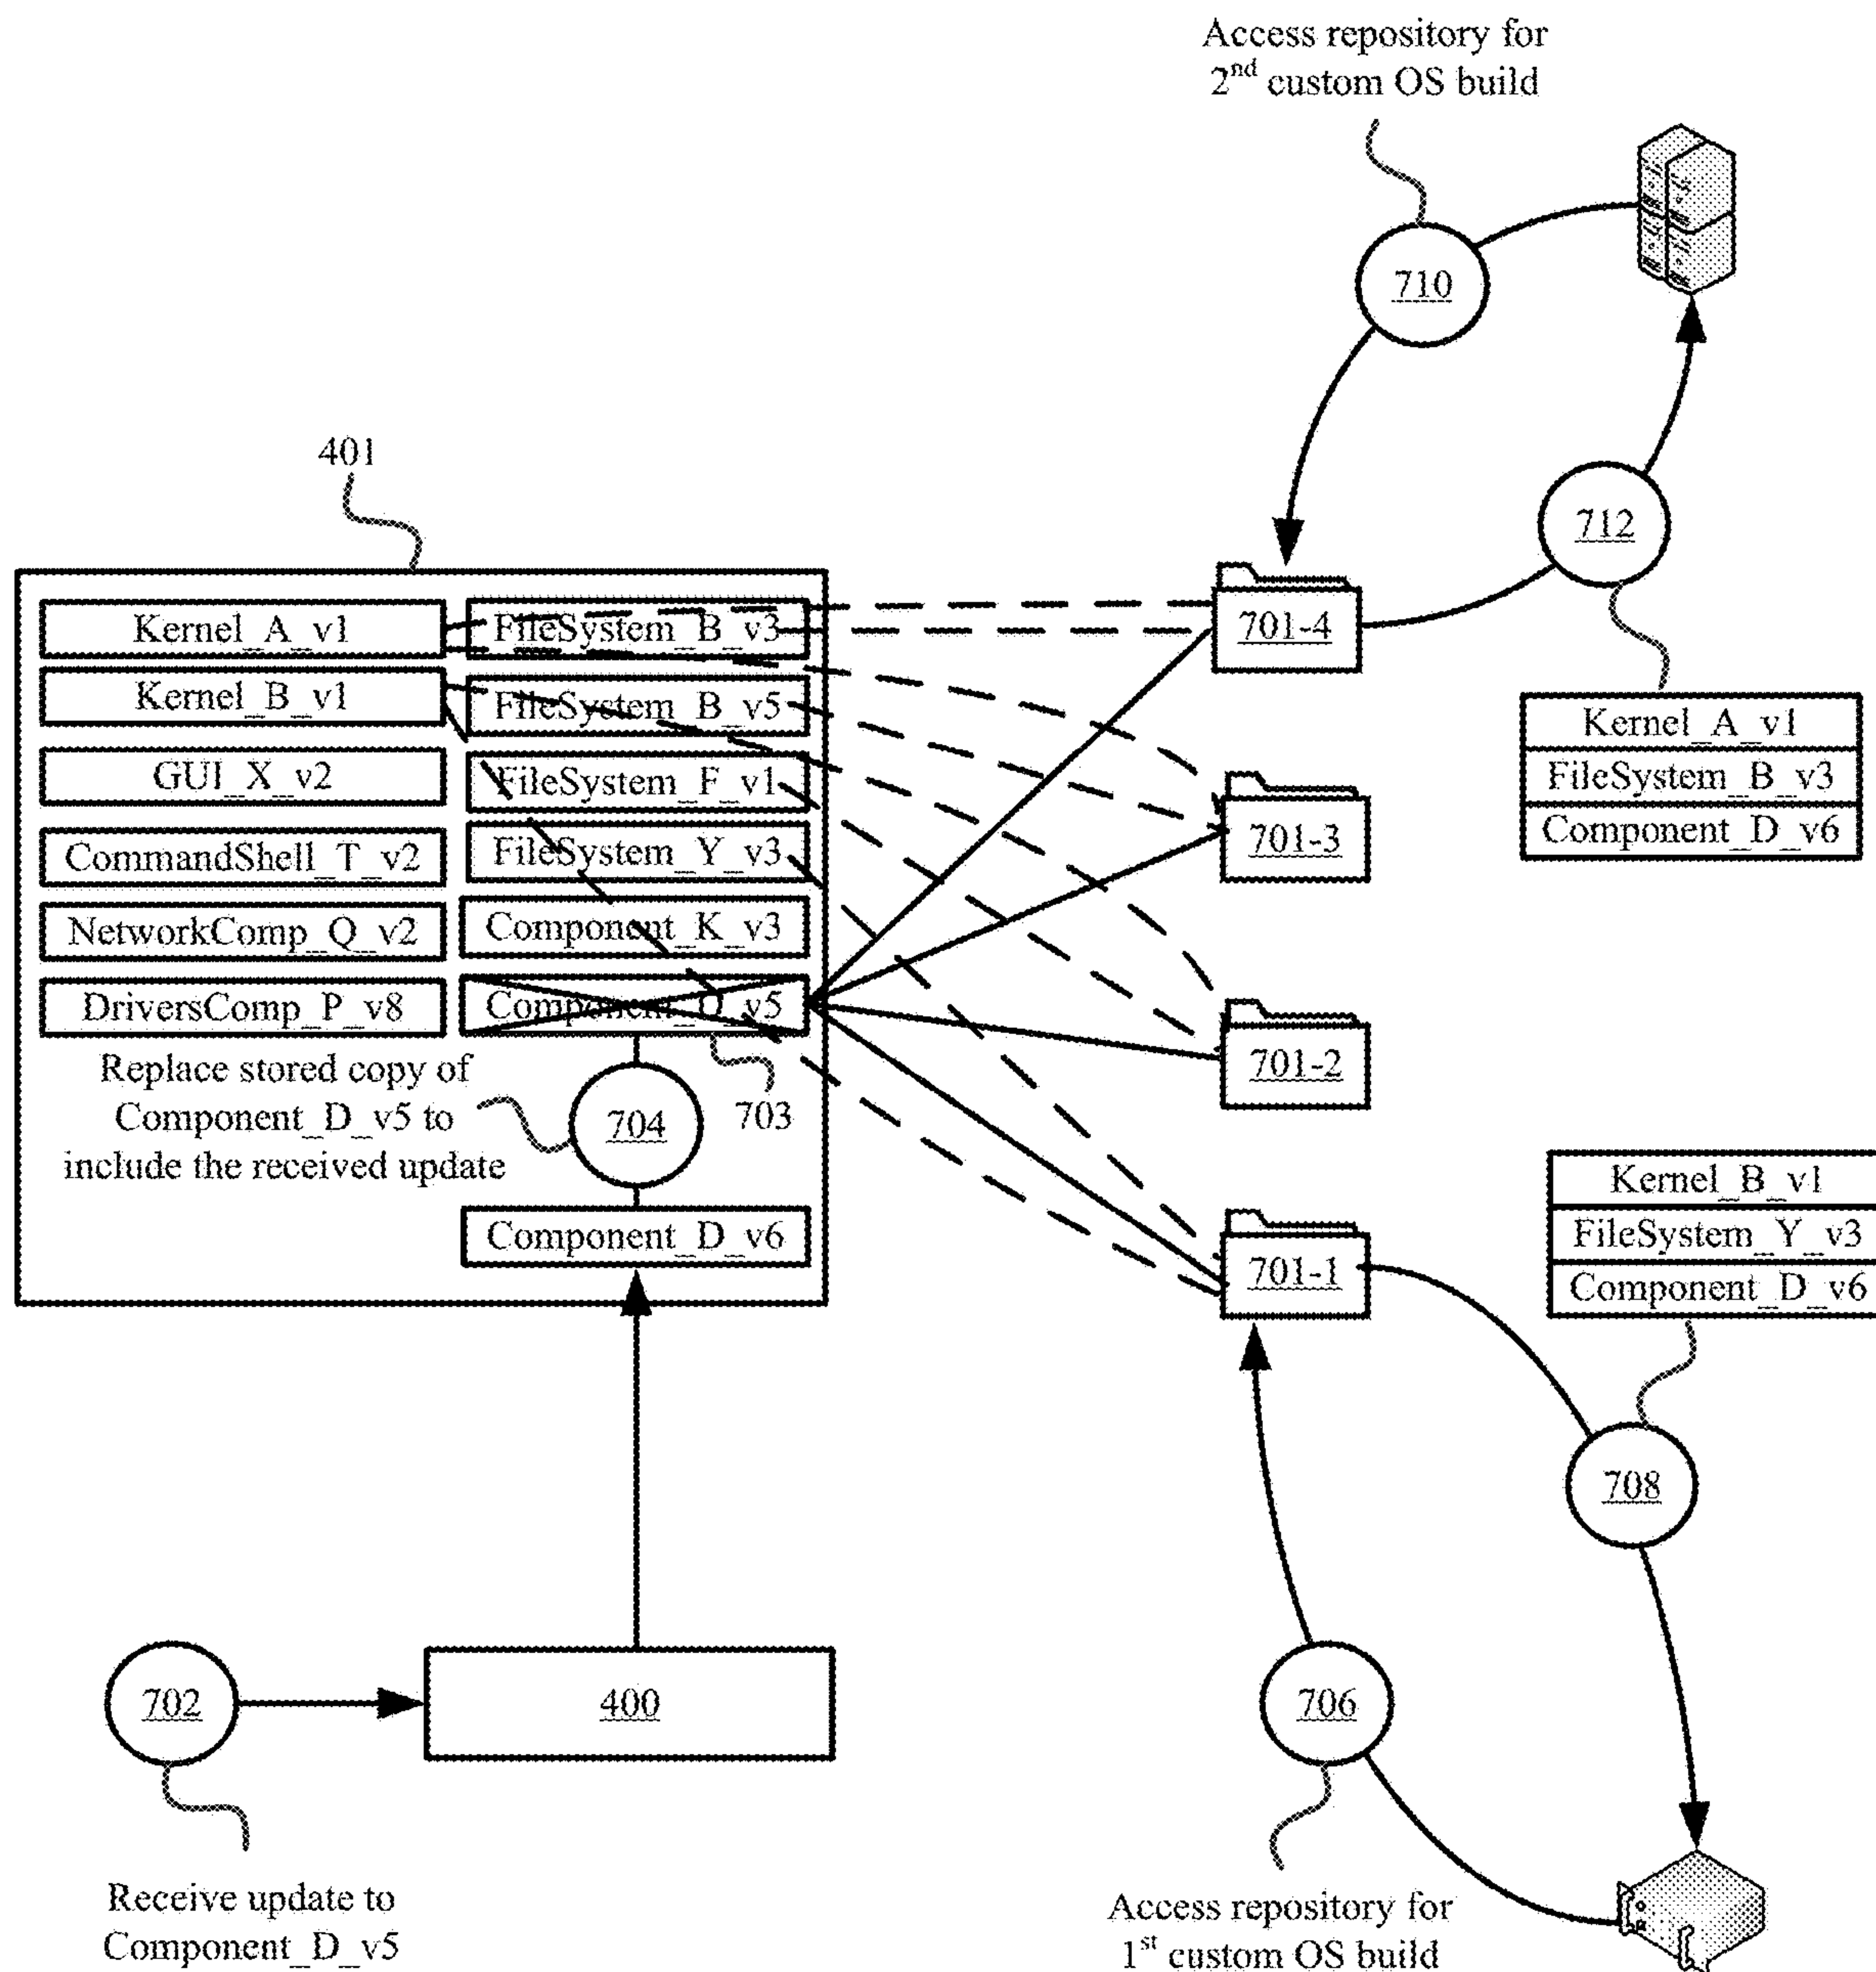 Access repository for
2nd custom OS build
710
401
712
Kernel_A_v1
FileSystem_B_v3
701-4
Kernel_B_v1
FileSystem_B_v5
Kernel_A_v1
FileSystem_B_v3
Component_D_v6
GUI_X_v2
FileSystem_F_v1
701-3
CommandShell_T_v2
FileSystem_Y_v3
NetworkComp_Q_v2
Component_K_v3
DriversComp_P_v8
Component_D_v5
701-2
Replace stored copy of
Component_D_v5 to
include the received update
704
703
Component_D_v6
701-1
Kernel_B_v1
FileSystem_Y_v3
Component_D_v6
708
702
400
706
Receive update to
Component_D_v5
Access repository for
1st custom OS build